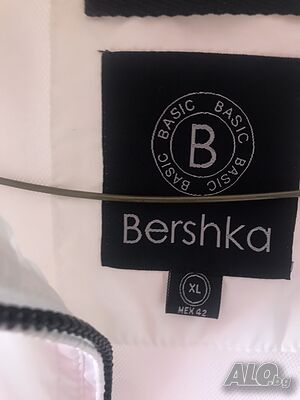 BASIC BASIC BASIC BASIC
B
Bershka
XL
MEX 42
ALO.bg